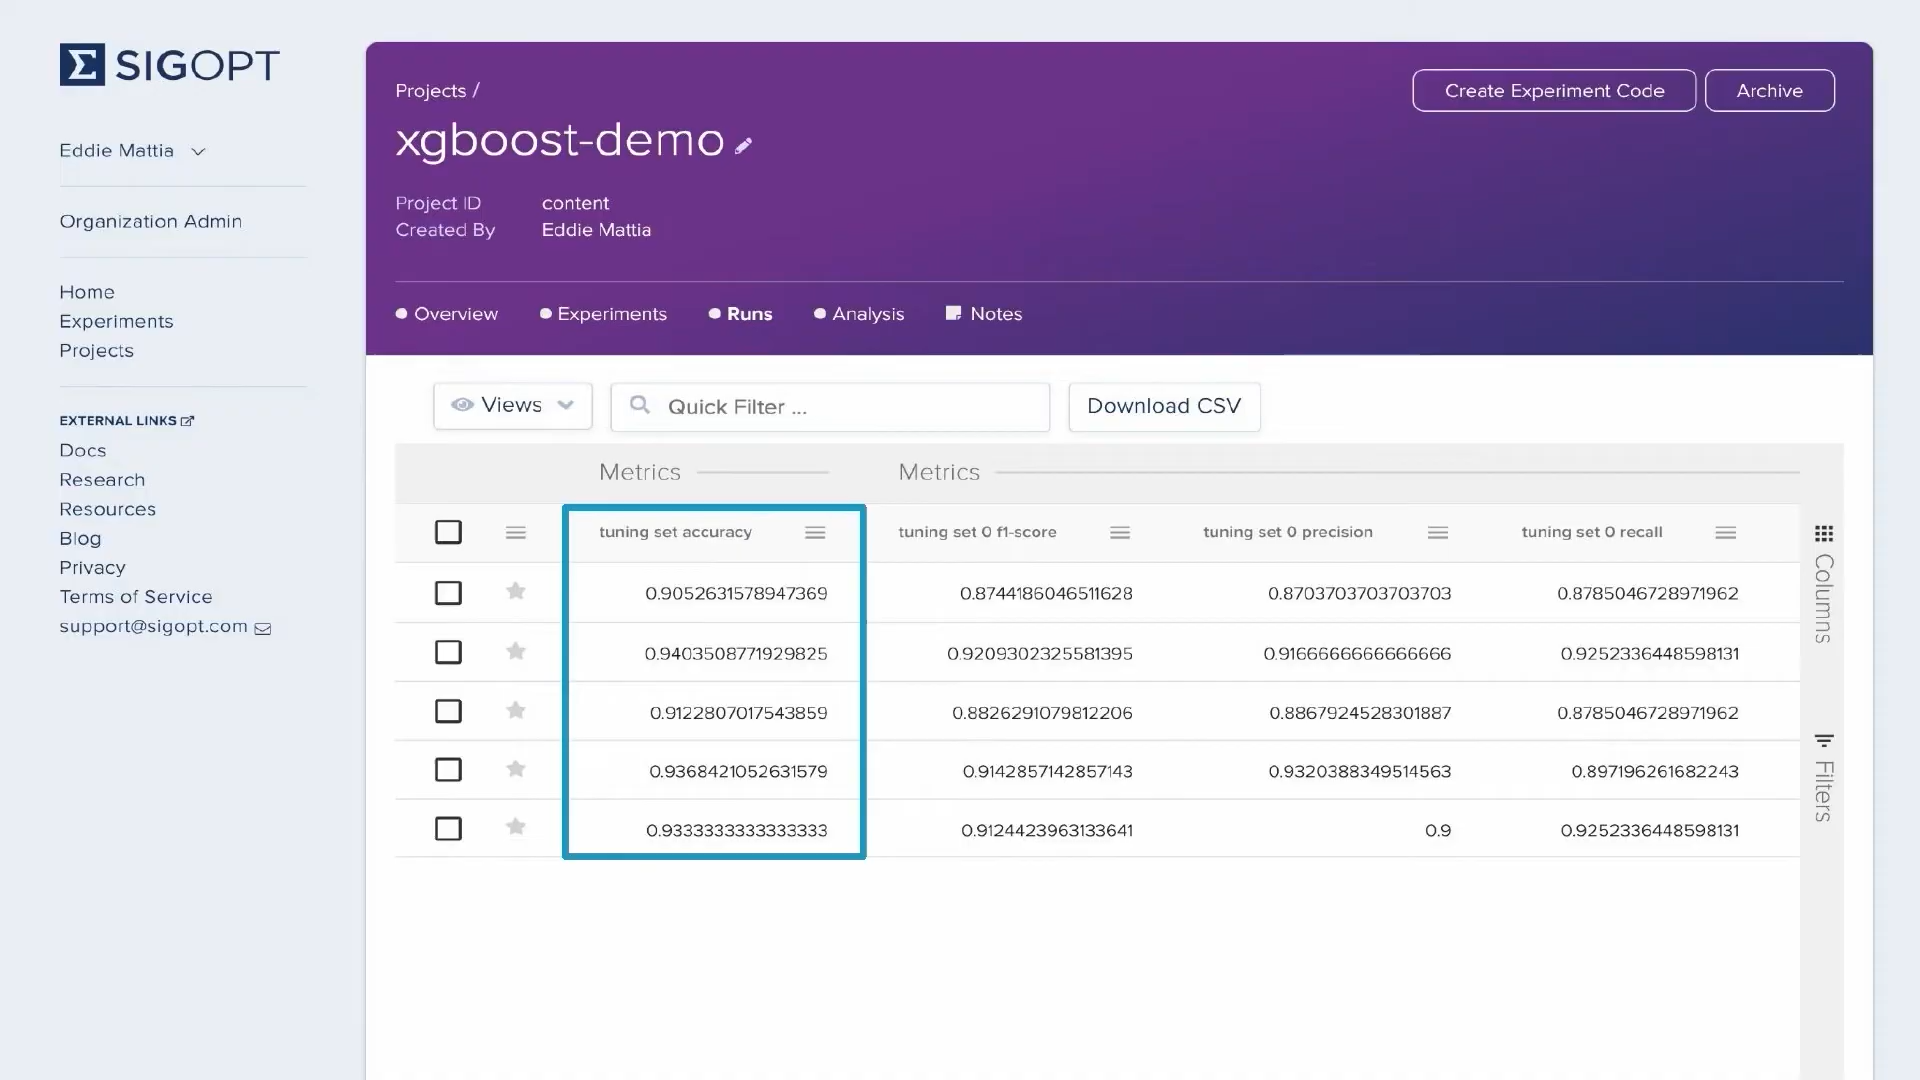 SIGOPT
Eddie Mattia
Organization Admin
Home
Experiments
Projects
EXTERNAL LINKS
Docs
Research
Resources
Blog
Privacy
Terms of Service
support@sigopt.com
Projects /
Create Experiment Code
Archive
xgboost-demo
Project ID content
Created By Eddie Mattia
Overview Experiments Runs Analysis Notes
Views
Quick Filter ...
Download CSV
Metrics Metrics
tuning set accuracy tuning set 0 f1-score tuning set 0 precision tuning set 0 recall
0.9052631578947369 0.8744186046511628 0.8703703703703703 0.8785046728971962
0.9403508771929825 0.9209302325581395 0.9166666666666666 0.9252336448598131
0.9122807017543859 0.8826291079812206 0.8867924528301887 0.8785046728971962
0.9368421052631579 0.9142857142857143 0.9320388349514563 0.897196261682243
0.9333333333333333 0.9124423963133641 0.9 0.9252336448598131
Columns
Filters